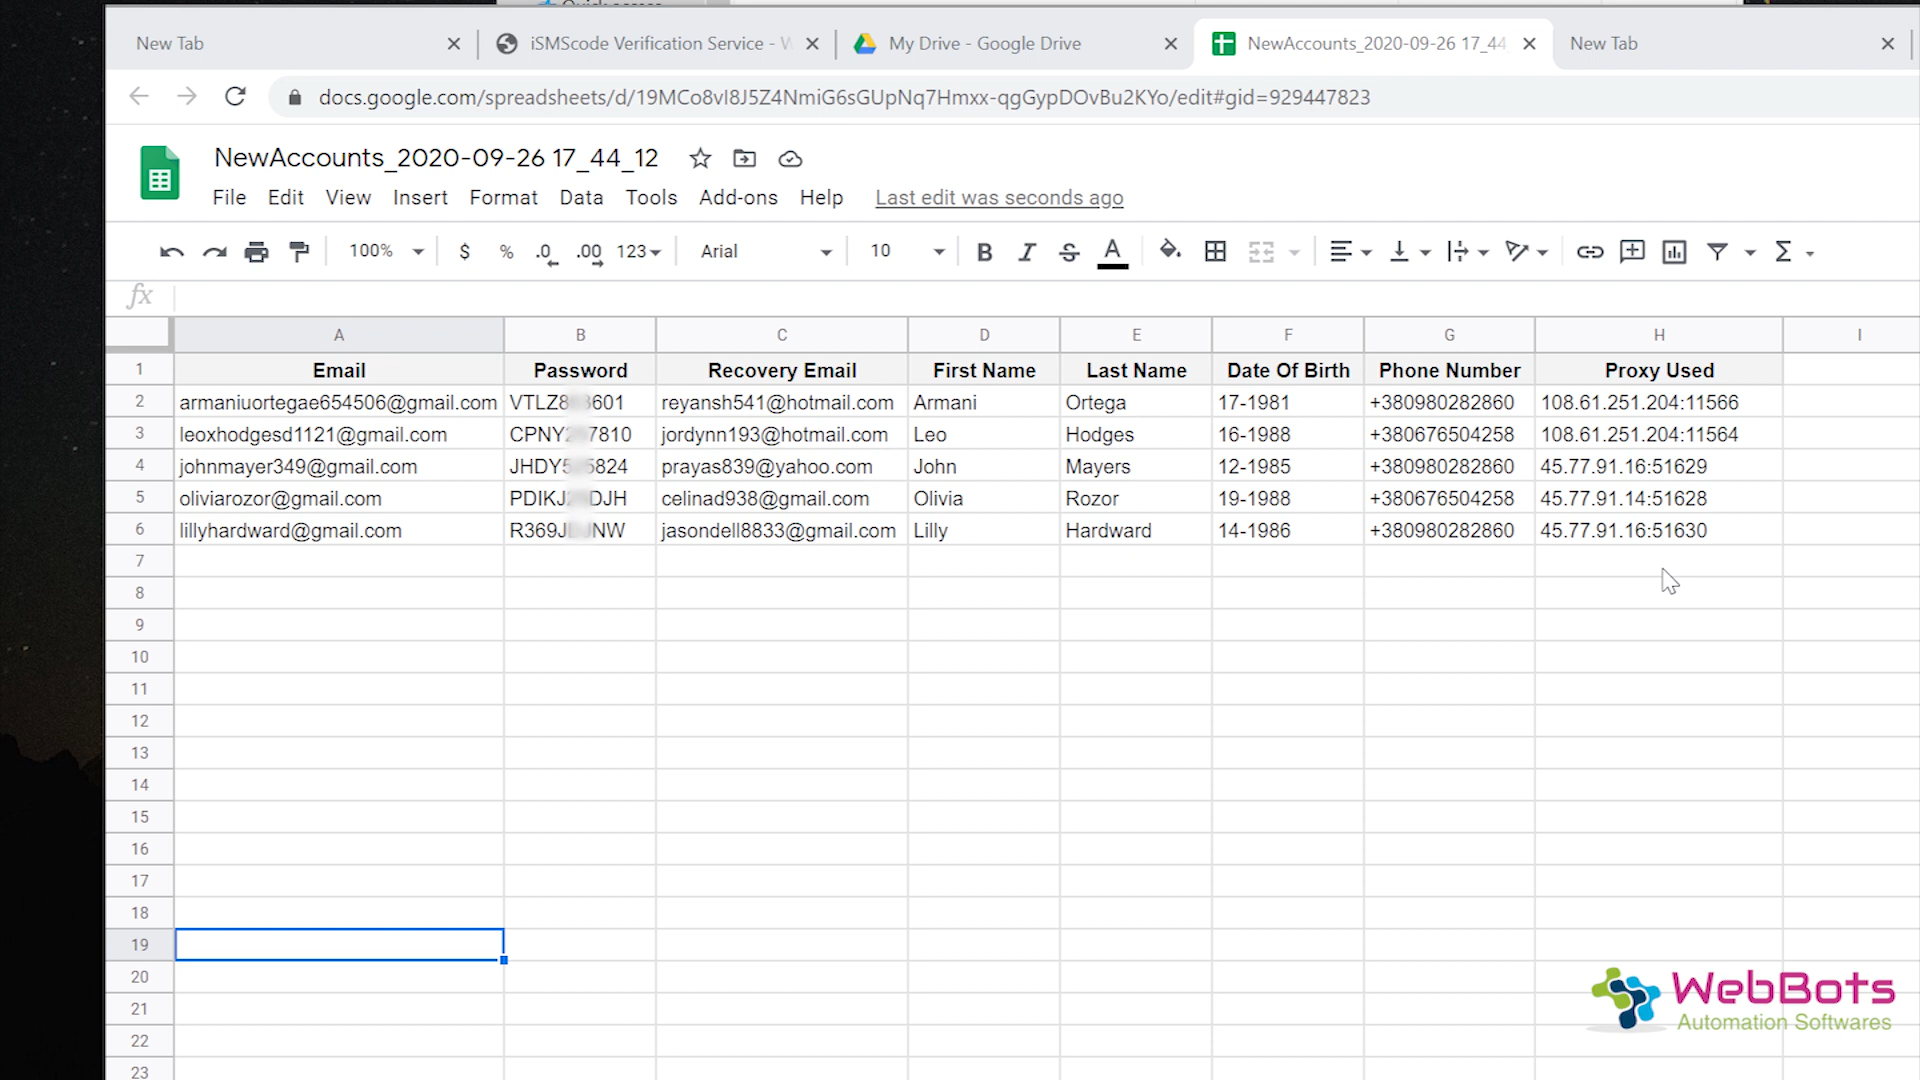 Quick access
New Tab
iSMScode Verification Service - W
My Drive - Google Drive
NewAccounts_2020-09-26 17_44
New Tab
docs.google.com/spreadsheets/d/19MCo8vI8J5Z4NmiG6sGUpNq7Hmxx-qgGypDOvBu2KYo/edit#gid=929447823
NewAccounts_2020-09-26 17_44_12
File Edit View Insert Format Data Tools Add-ons Help Last edit was seconds ago
100% $ % .0 .00 123 Arial 10 B I S A Σ
fx
A B C D E F G H I
1 Email Password Recovery Email First Name Last Name Date Of Birth Phone Number Proxy Used
2 armaniuortegae654506@gmail.com reyansh541@hotmail.com Armani Ortega 17-1981 +380980282860 108.61.251.204:11566
3 leoxhodgesd1121@gmail.com jordynn193@hotmail.com Leo Hodges 16-1988 +380676504258 108.61.251.204:11564
4 johnmayer349@gmail.com prayas839@yahoo.com John Mayers 12-1985 +380980282860 45.77.91.16:51629
5 oliviarozor@gmail.com celinad938@gmail.com Olivia Rozor 19-1988 +380676504258 45.77.91.14:51628
6 lillyhardward@gmail.com jasondell8833@gmail.com Lilly Hardward 14-1986 +380980282860 45.77.91.16:51630
7
8
9
10
11
12
13
14
15
16
17
18
19
20
21
22
23
WebBots
Automation Softwares